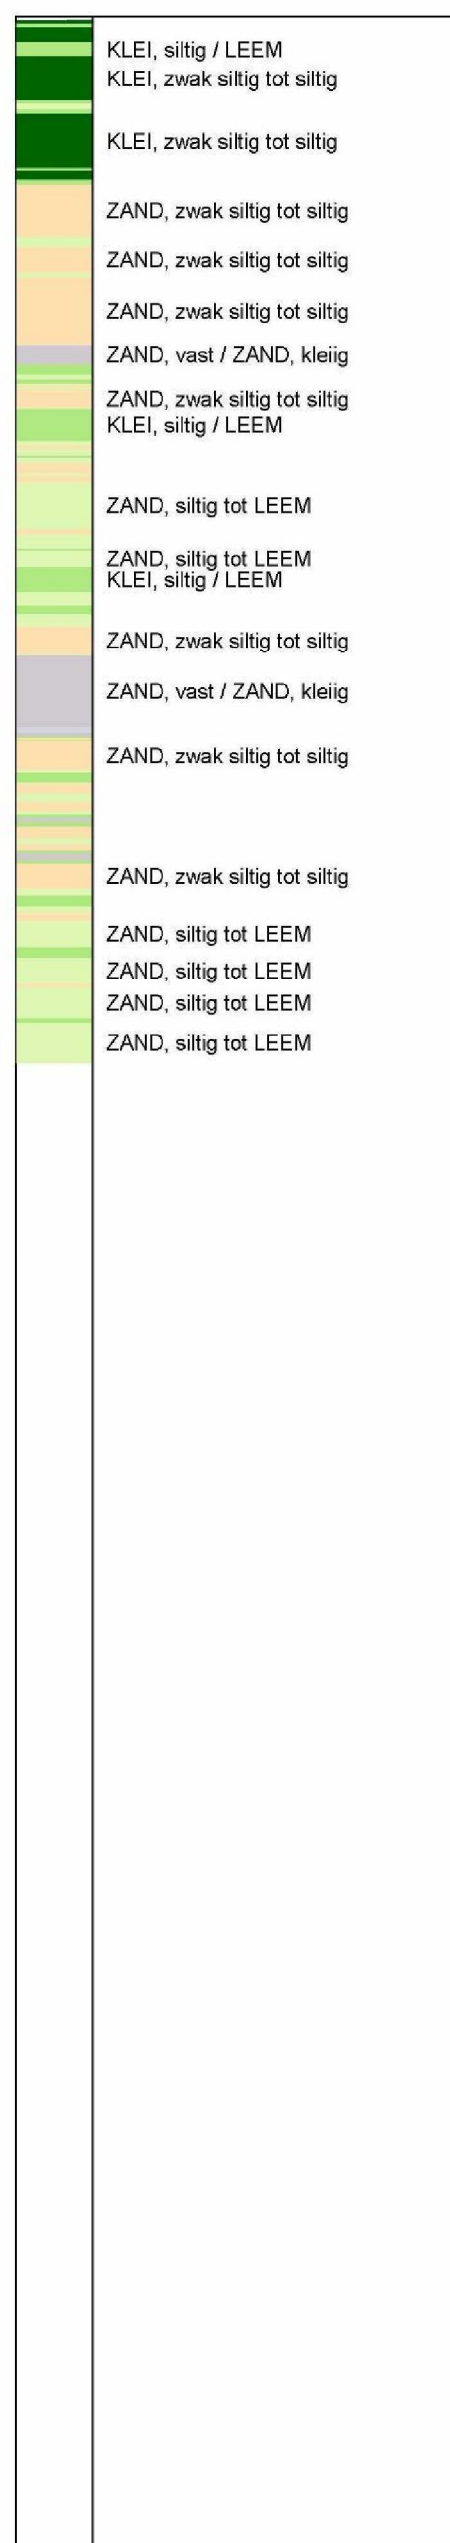 KLEI, siltig / LEEM
KLEI, zwak siltig tot siltig
KLEI, zwak siltig tot siltig
ZAND, zwak siltig tot siltig
ZAND, zwak siltig tot siltig
ZAND, zwak siltig tot siltig
ZAND, vast / ZAND, kleiig
ZAND, zwak siltig tot siltig
KLEI, siltig / LEEM
ZAND, siltig tot LEEM
ZAND, siltig tot LEEM
KLEI, siltig / LEEM
ZAND, zwak siltig tot siltig
ZAND, vast / ZAND, kleiig
ZAND, zwak siltig tot siltig
ZAND, zwak siltig tot siltig
ZAND, siltig tot LEEM
ZAND, siltig tot LEEM
ZAND, siltig tot LEEM
ZAND, siltig tot LEEM